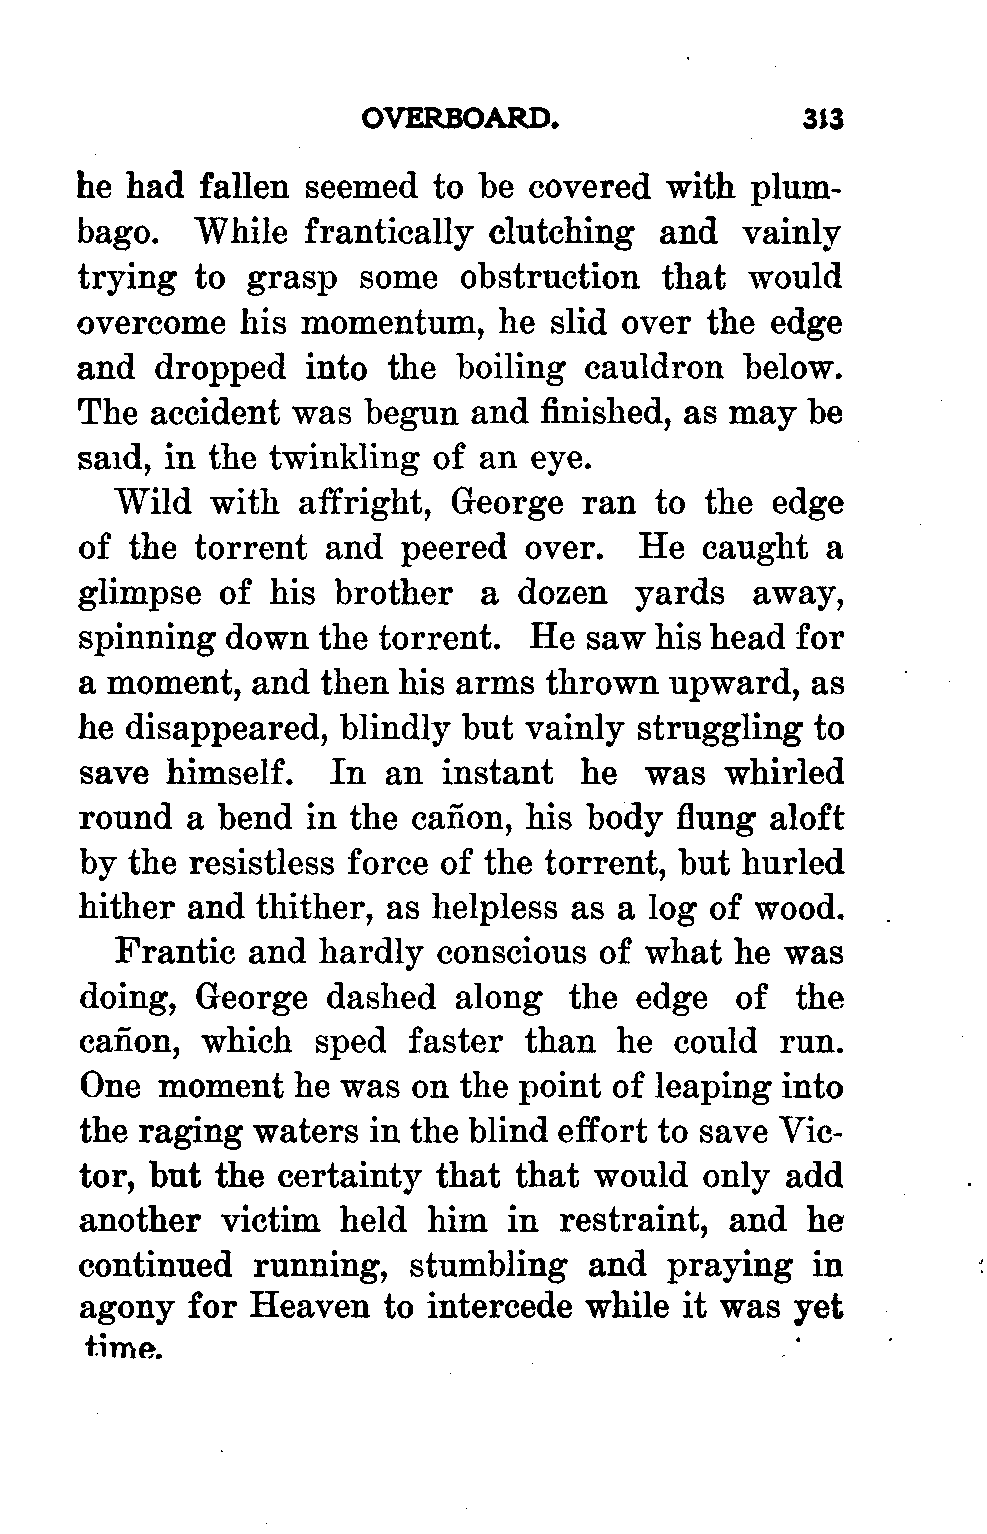 OVERBOARD. 313
he had fallen seemed to be covered with plum-
bago. While frantically clutching and vainly
trying to grasp some obstruction that would
overcome his momentum, he slid over the edge
and dropped into the boiling cauldron below.
The accident was begun and finished, as may be
said, in the twinkling of an eye.
Wild with affright, George ran to the edge
of the torrent and peered over. He caught a
glimpse of his brother a dozen yards away,
spinning down the torrent. He saw his head for
a moment, and then his arms thrown upward, as
he disappeared, blindly but vainly struggling to
save himself. In an instant he was whirled
round a bend in the cañon, his body flung aloft
by the resistless force of the torrent, but hurled
hither and thither, as helpless as a log of wood.
Frantic and hardly conscious of what he was
doing, George dashed along the edge of the
cañon, which sped faster than he could run.
One moment he was on the point of leaping into
the raging waters in the blind effort to save Vic-
tor, but the certainty that that would only add
another victim held him in restraint, and he
continued running, stumbling and praying in
agony for Heaven to intercede while it was yet
time.